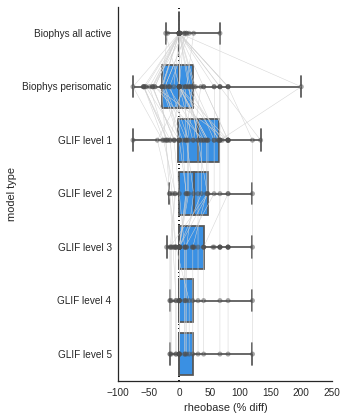 Biophys all active
Biophys perisomatic
GLIF level 1
model type
GLIF level 2
GLIF level 3
GLIF level 4
GLIF level 5
−100 −50 0 50 100 150 200 250
rheobase (% diff)